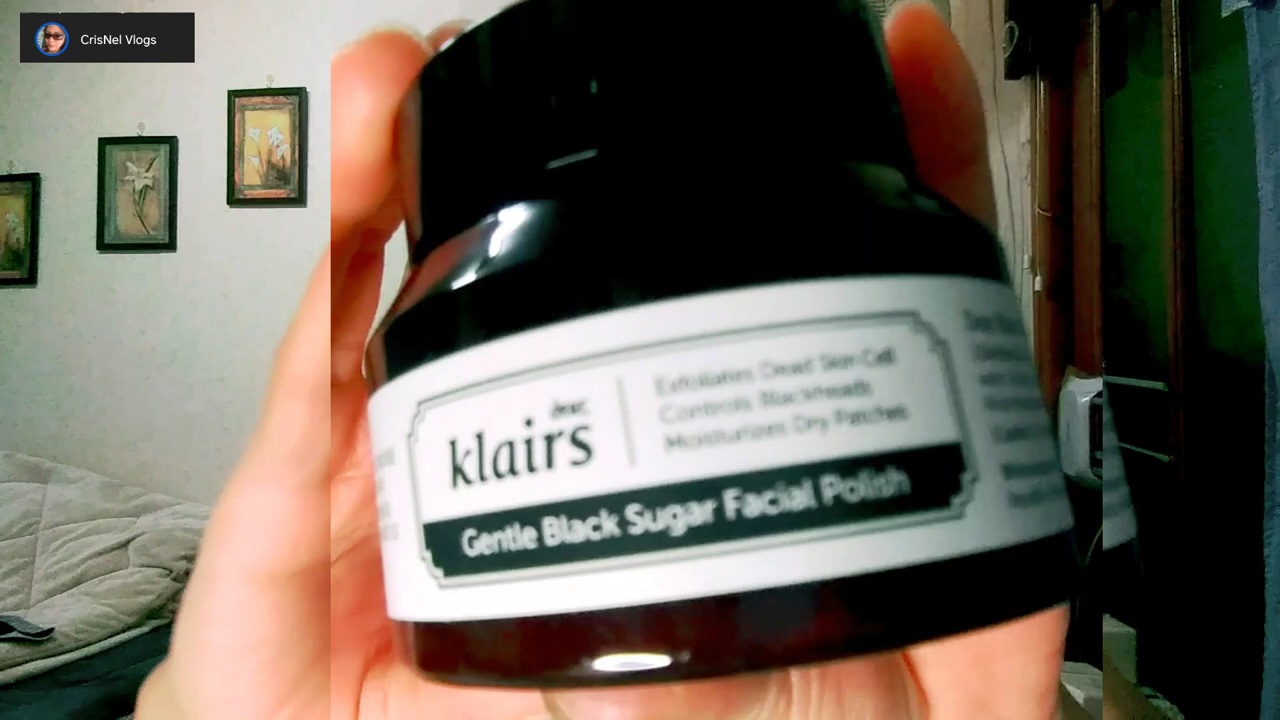 CrisNel Vlogs
dear,
klairs
Exfoliates Dead Skin Cell
Controls Blackheads
Moisturizes Dry Patches
Gentle Black Sugar Facial Polish